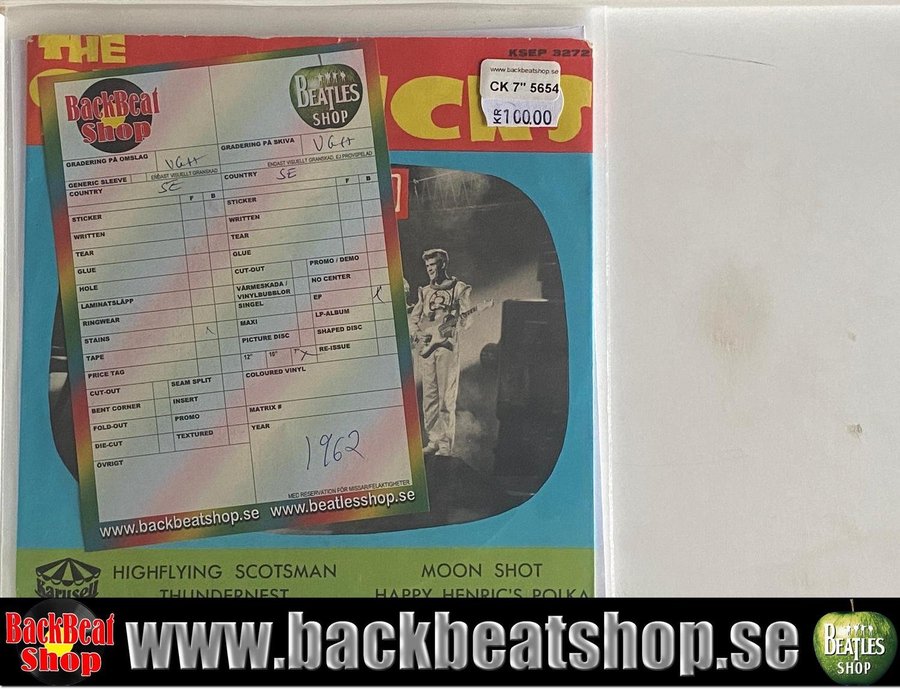 THE
CKS
KSEP 3272
www.backbeatshop.se
CK 7" 5654
KR100,00
BackBeat
Shop
BEATLES
SHOP
GRADERING PÅ OMSLAG
VG++
GRADERING PÅ SKIVA
VG++
ENDAST VISUELLT GRANSKAD
ENDAST VISUELLT GRANSKAD, EJ PROVSPELAD
GENERIC SLEEVE
COUNTRY
SE
F B
STICKER
WRITTEN
TEAR
GLUE
HOLE
LAMINATSLÄPP
RINGWEAR
STAINS
TAPE
PRICE TAG
CUT-OUT
BENT CORNER
FOLD-OUT
DIE-CUT
SEAM SPLIT
INSERT
PROMO
TEXTURED
ÖVRIGT
COUNTRY
SE
F B
STICKER
WRITTEN
TEAR
GLUE
CUT-OUT
PROMO / DEMO
VÄRMESKADA /
VINYLBUBBLOR
NO CENTER
SINGEL
EP
MAXI
LP-ALBUM
PICTURE DISC
SHAPED DISC
12" 10" 7" X
RE-ISSUE
COLOURED VINYL
MATRIX #
YEAR
1962
MED RESERVATION FÖR MISSAR/FELAKTIGHETER
www.backbeatshop.se www.beatlesshop.se
Karusell
HIGHFLYING SCOTSMAN
THUNDERNEST
MOON SHOT
HAPPY HENRIC'S POLKA
BackBeat
Shop
www.backbeatshop.se
BEATLES
SHOP